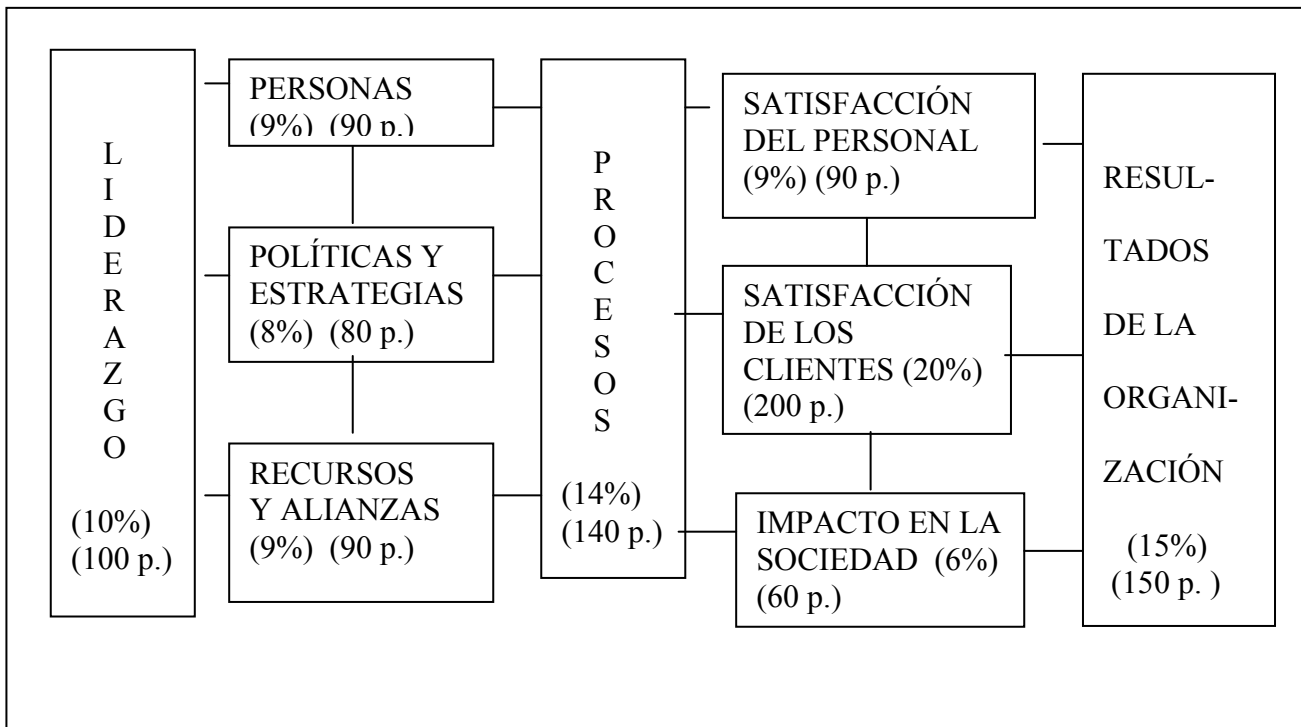 L
I
D
E
R
A
Z
G
O
(10%)
(100 p.)
PERSONAS
(9%) (90 p.)
POLÍTICAS Y
ESTRATEGIAS
(8%) (80 p.)
RECURSOS
Y ALIANZAS
(9%) (90 p.)
P
R
O
C
E
S
O
S
(14%)
(140 p.)
SATISFACCIÓN
DEL PERSONAL
(9%) (90 p.)
SATISFACCIÓN
DE LOS
CLIENTES (20%)
(200 p.)
IMPACTO EN LA
SOCIEDAD (6%)
(60 p.)
RESUL-
TADOS
DE LA
ORGANI-
ZACIÓN
(15%)
(150 p. )